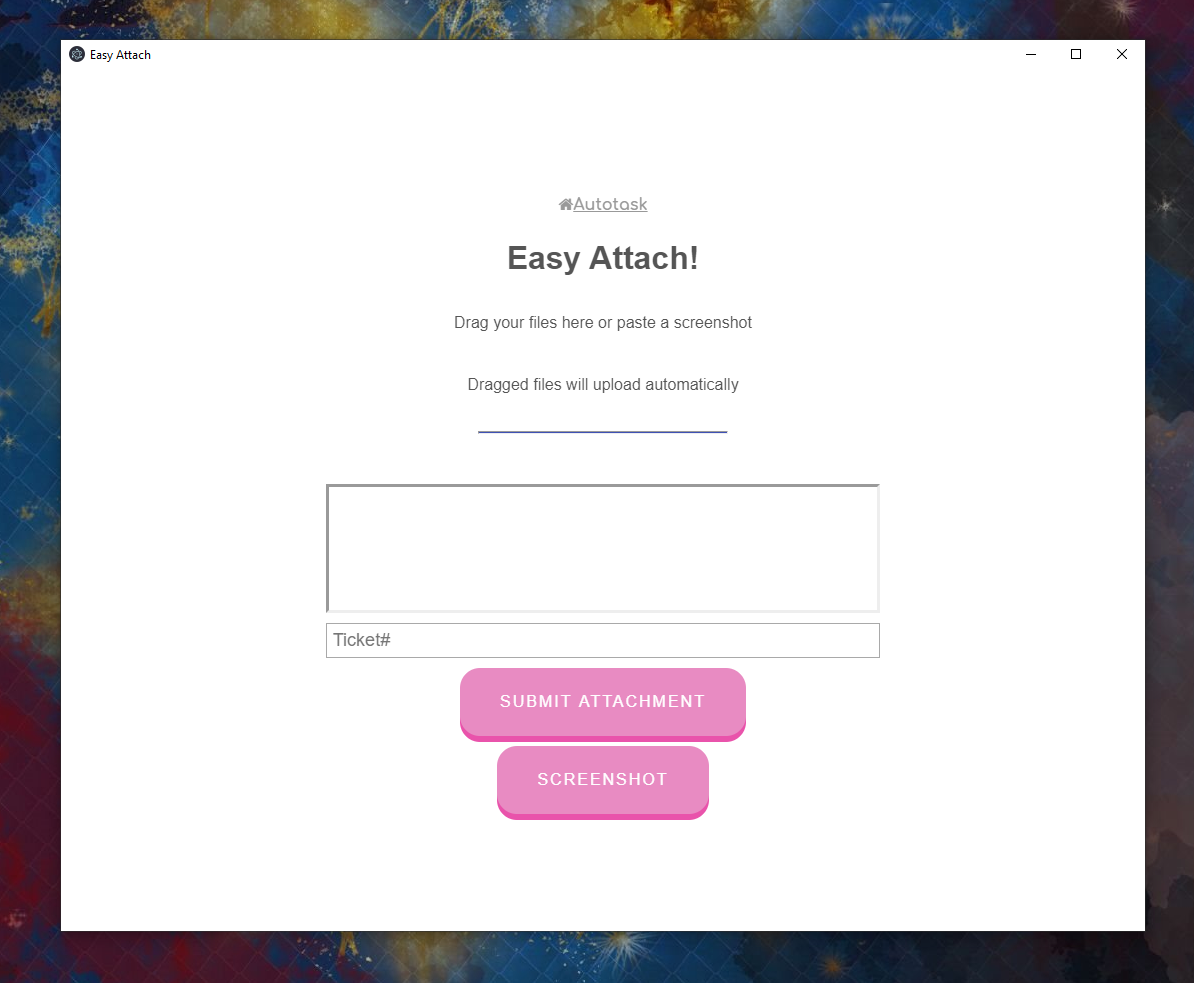 Easy Attach
Autotask
Easy Attach!
Drag your files here or paste a screenshot
Dragged files will upload automatically
Ticket#
SUBMIT ATTACHMENT
SCREENSHOT